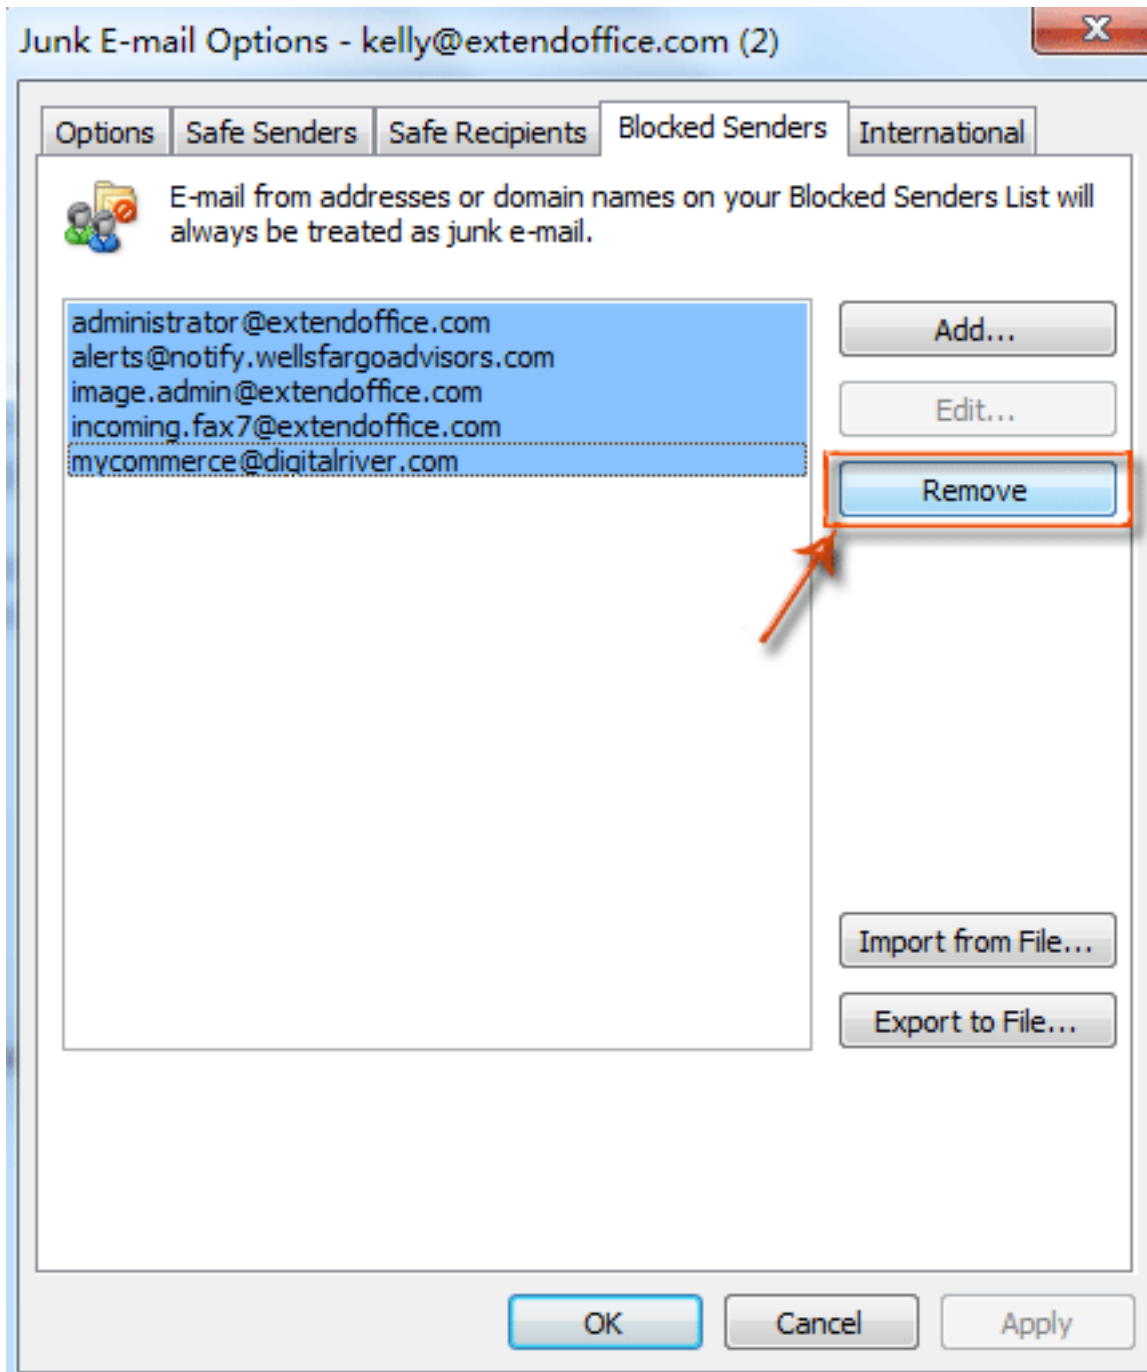 Junk E-mail Options - kelly@extendoffice.com (2)
Options
Safe Senders
Safe Recipients
Blocked Senders
International
E-mail from addresses or domain names on your Blocked Senders List will
always be treated as junk e-mail.
administrator@extendoffice.com
alerts@notify.wellsfargoadvisors.com
image.admin@extendoffice.com
incoming.fax7@extendoffice.com
mycommerce@digitalriver.com
Add...
Edit...
Remove
Import from File...
Export to File...
OK
Cancel
Apply